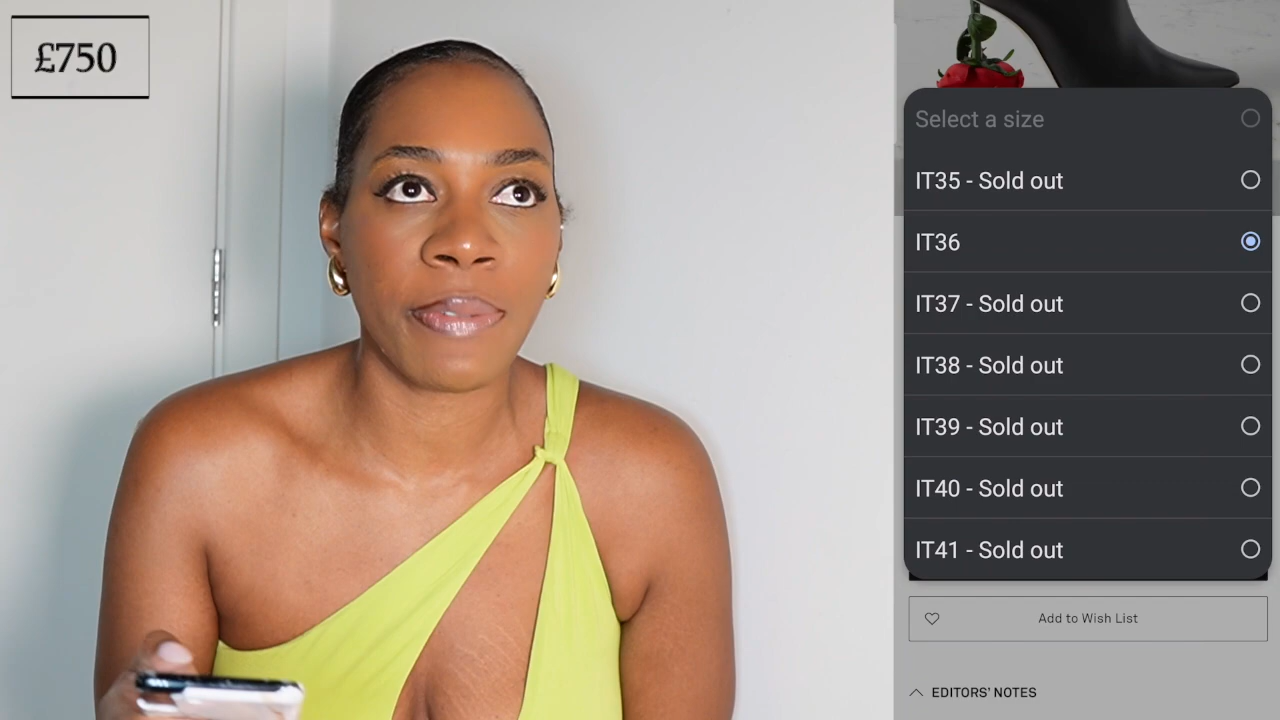 £750
Select a size
IT35 - Sold out
IT36
IT37 - Sold out
IT38 - Sold out
IT39 - Sold out
IT40 - Sold out
IT41 - Sold out
Add to Wish List
EDITORS' NOTES